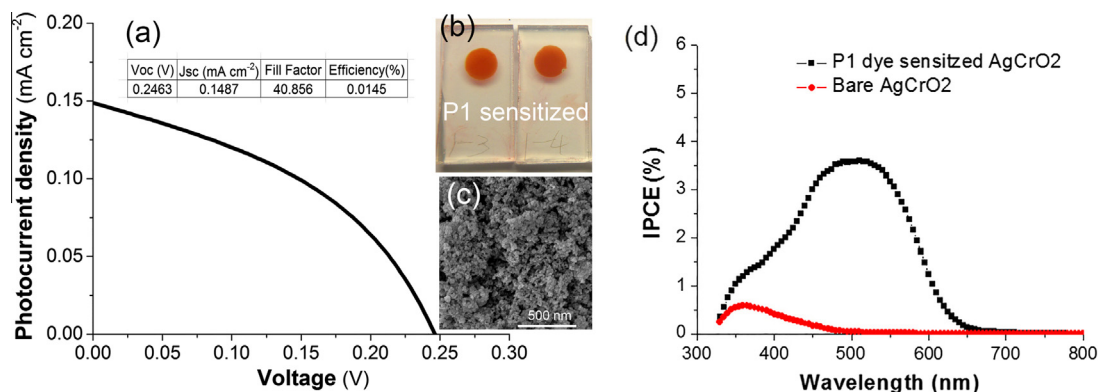 (a)
Voc (V) Jsc (mA cm-2) Fill Factor Efficiency(%)
0.2463 0.1487 40.856 0.0145
Photocurrent density (mA cm-2)
0.20
0.15
0.10
0.05
0.00
0.00 0.05 0.10 0.15 0.20 0.25 0.30
Voltage (V)
(b)
P1 sensitized
1-3 1-4
(c)
500 nm
(d)
P1 dye sensitzed AgCrO2
Bare AgCrO2
IPCE (%)
6
5
4
3
2
1
0
300 400 500 600 700 800
Wavelength (nm)